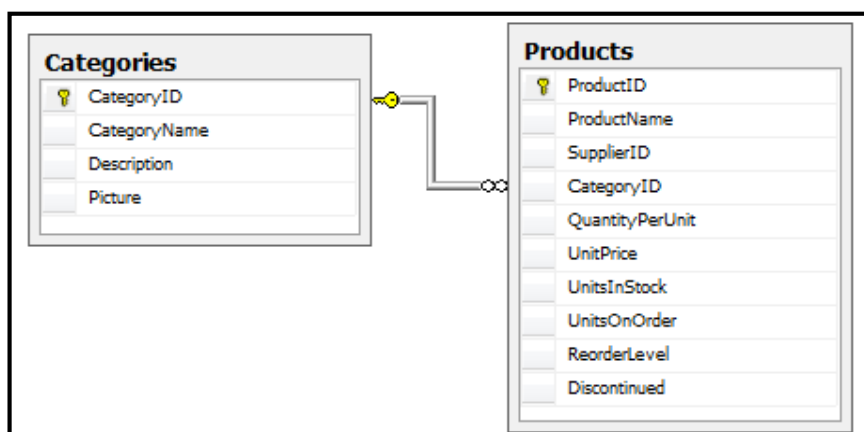 Categories
CategoryID
CategoryName
Description
Picture
Products
ProductID
ProductName
SupplierID
CategoryID
QuantityPerUnit
UnitPrice
UnitsInStock
UnitsOnOrder
ReorderLevel
Discontinued